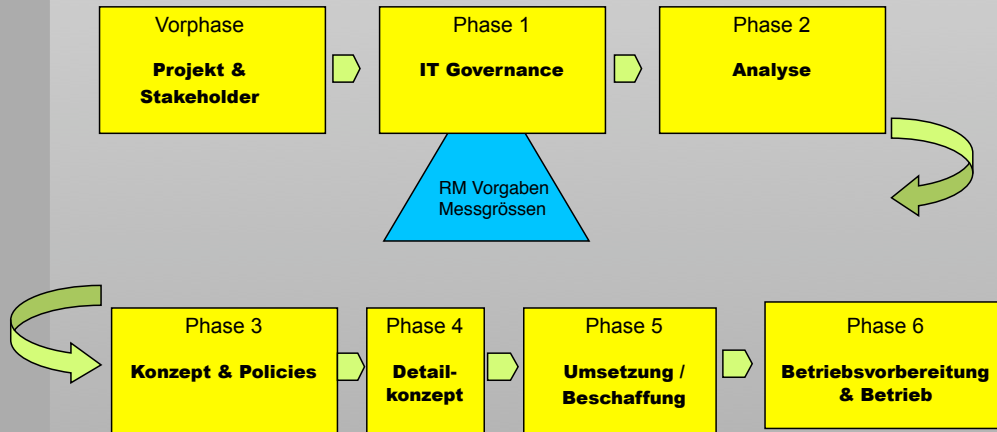 Vorphase
Projekt &
Stakeholder
Phase 1
IT Governance
Phase 2
Analyse
RM Vorgaben
Messgrössen
Phase 3
Konzept & Policies
Phase 4
Detail-
konzept
Phase 5
Umsetzung /
Beschaffung
Phase 6
Betriebsvorbereitung
& Betrieb